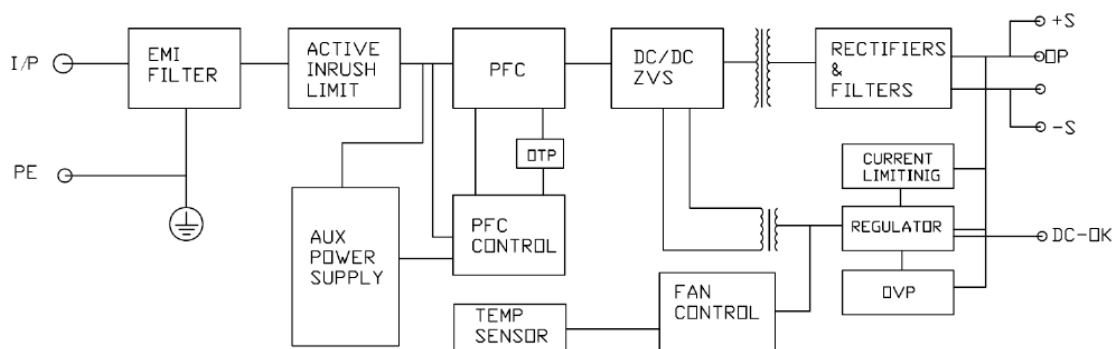 +S
I/P
EMI
FILTER
ACTIVE
INRUSH
LIMIT
PFC
DC/DC
ZVS
RECTIFIERS
&
FILTERS
OP
-S
PE
OTP
CURRENT
LIMITINIG
AUX
POWER
SUPPLY
PFC
CONTROL
REGULATOR
DC-OK
OVP
TEMP
SENSOR
FAN
CONTROL